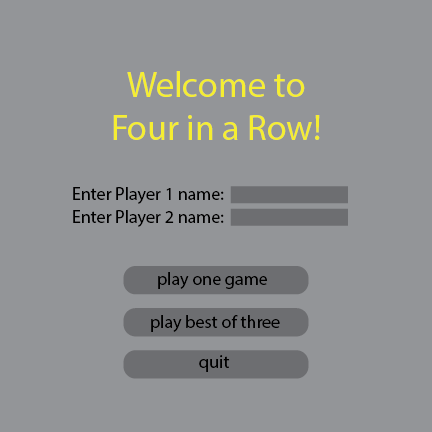 Welcome to
Four in a Row!
Enter Player 1 name:
Enter Player 2 name:
play one game
play best of three
quit